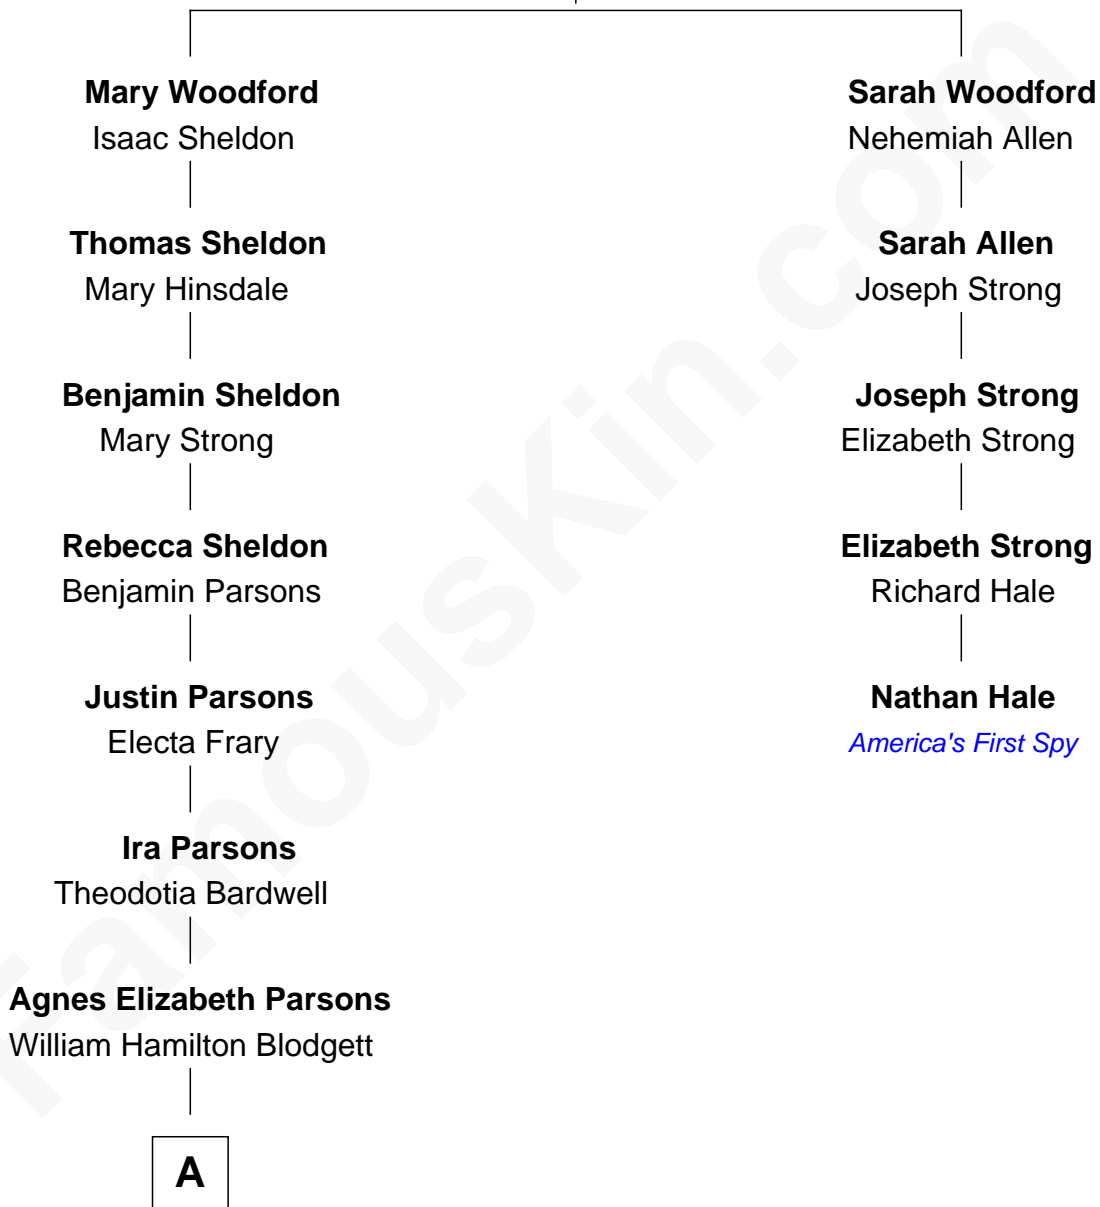 Mary Woodford
Isaac Sheldon
Thomas Sheldon
Mary Hinsdale
Benjamin Sheldon
Mary Strong
Rebecca Sheldon
Benjamin Parsons
Justin Parsons
Electa Frary
Ira Parsons
Theodotia Bardwell
Agnes Elizabeth Parsons
William Hamilton Blodgett
A
Sarah Woodford
Nehemiah Allen
Sarah Allen
Joseph Strong
Joseph Strong
Elizabeth Strong
Elizabeth Strong
Richard Hale
Nathan Hale
America's First Spy
FamousKin.com